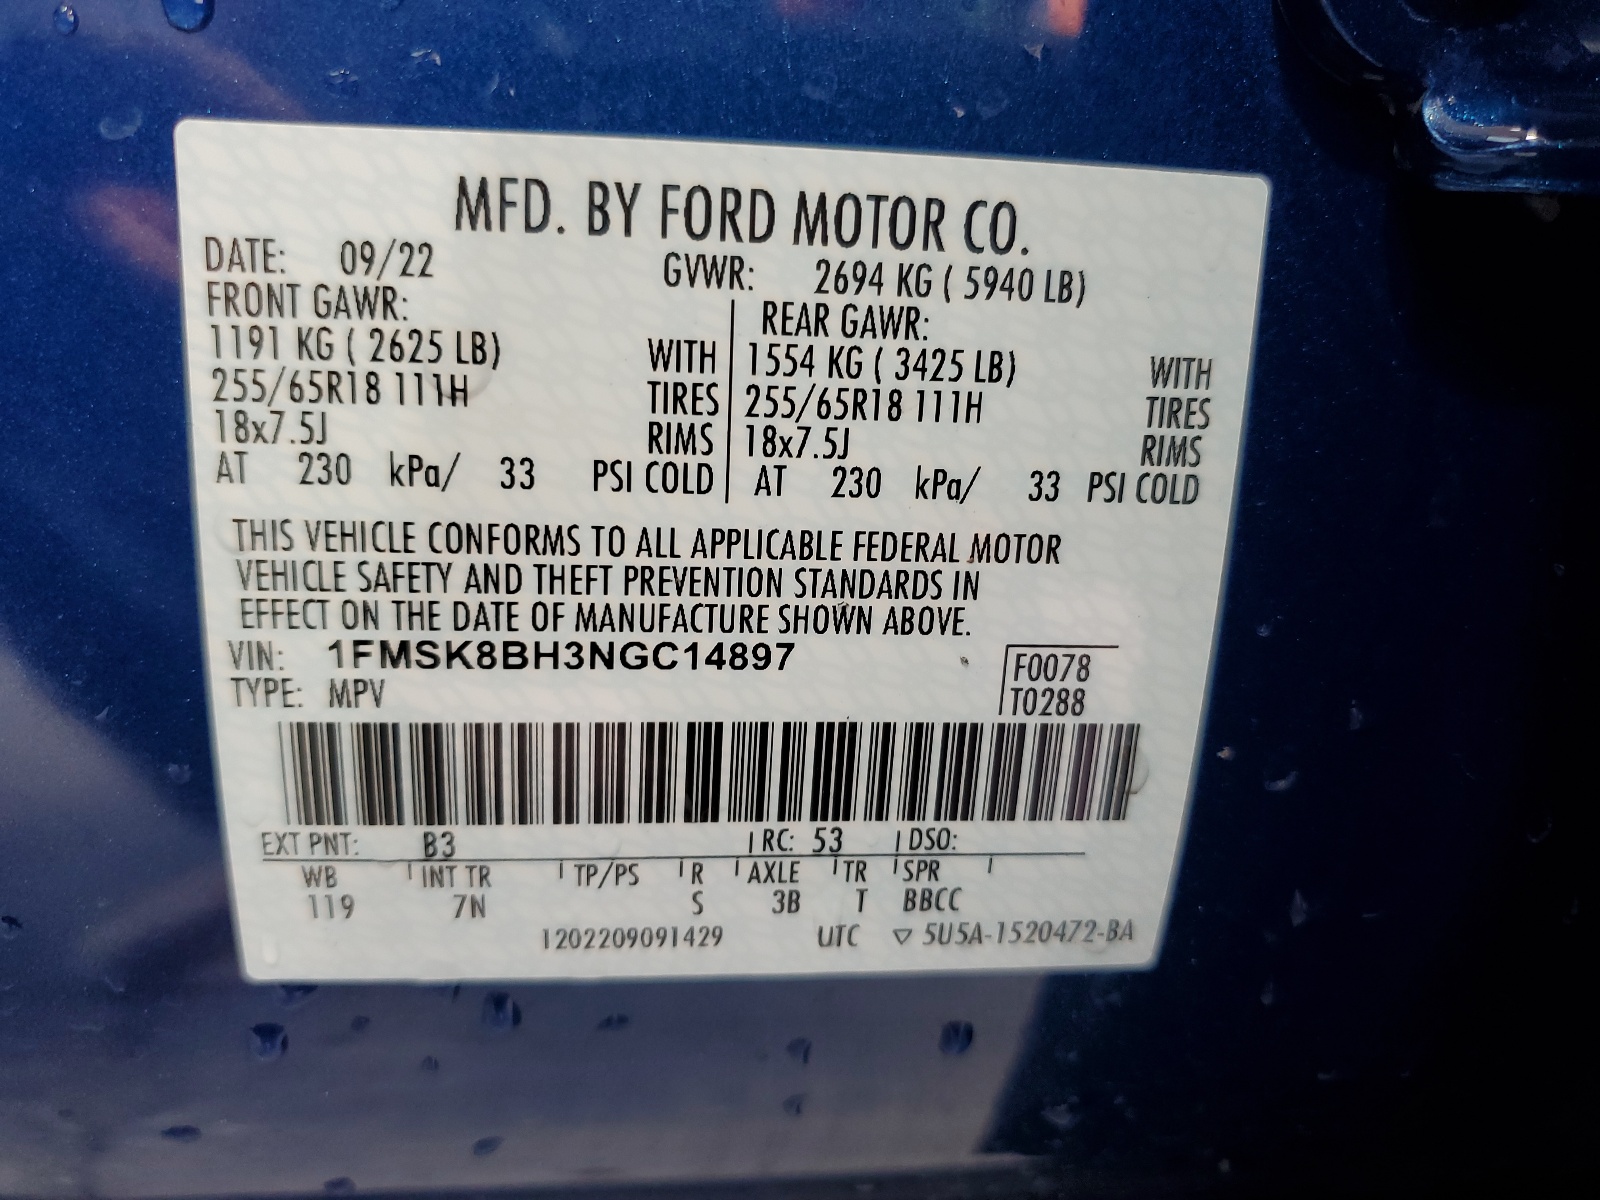 MFD. BY FORD MOTOR CO.
DATE: 09/22 GVWR: 2694 KG ( 5940 LB)
FRONT GAWR: REAR GAWR:
1191 KG ( 2625 LB) WITH 1554 KG ( 3425 LB) WITH
255/65R18 111H TIRES 255/65R18 111H TIRES
18x7.5J RIMS 18x7.5J RIMS
AT 230 kPa/ 33 PSI COLD AT 230 kPa/ 33 PSI COLD
THIS VEHICLE CONFORMS TO ALL APPLICABLE FEDERAL MOTOR
VEHICLE SAFETY AND THEFT PREVENTION STANDARDS IN
EFFECT ON THE DATE OF MANUFACTURE SHOWN ABOVE.
VIN: 1FMSK8BH3NGC14897 F0078
TYPE: MPV T0288
EXT PNT: B3 RC: 53 DSO:
WB INT TR TP/PS R AXLE TR SPR
119 7N S 3B T BBCC
1202209091429 UTC ▽ 5U5A-1520472-BA